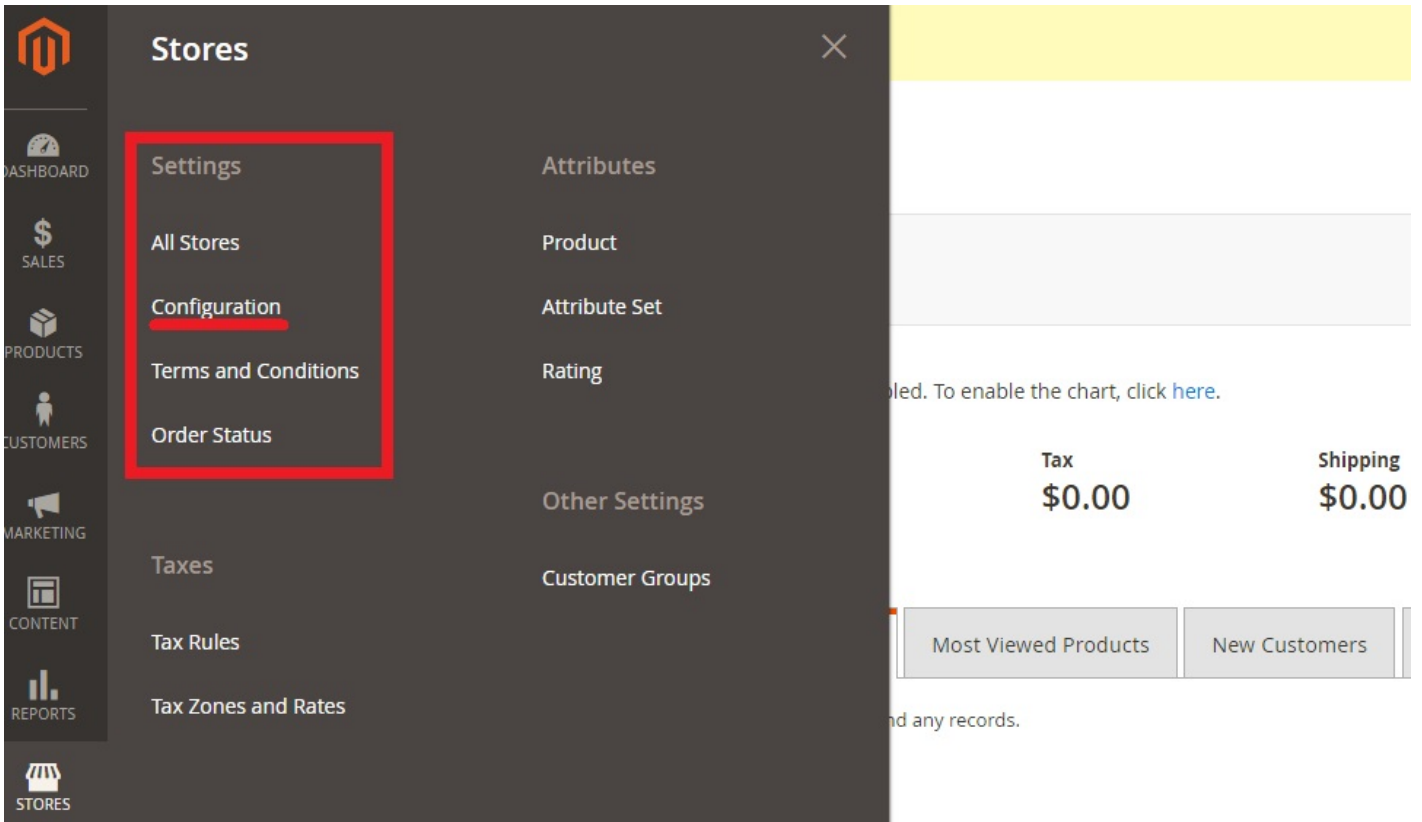 Stores
DASHBOARD
SALES
PRODUCTS
CUSTOMERS
MARKETING
CONTENT
REPORTS
STORES
Settings
All Stores
Configuration
Terms and Conditions
Order Status
Taxes
Tax Rules
Tax Zones and Rates
Attributes
Product
Attribute Set
Rating
Other Settings
Customer Groups
To enable the chart, click here.
Tax
$0.00
Shipping
$0.00
Most Viewed Products
New Customers
any records.